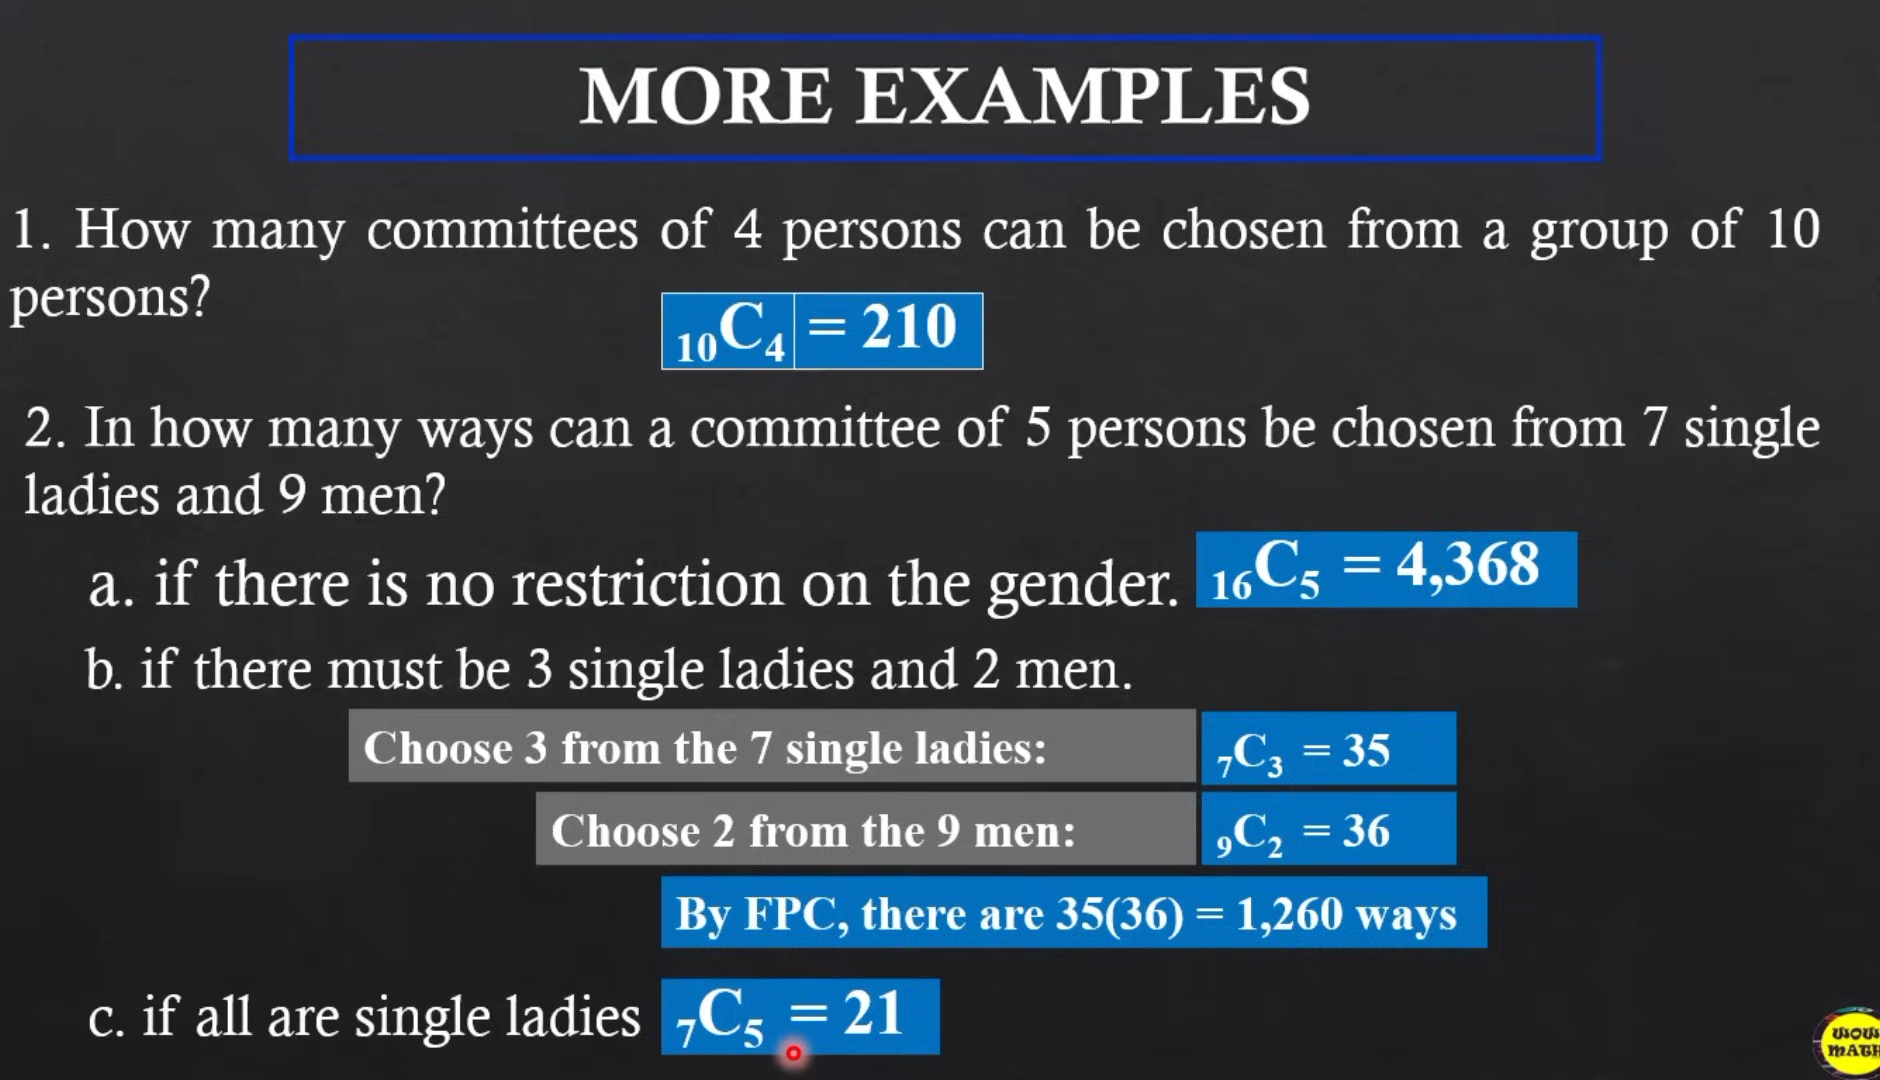 MORE EXAMPLES
1. How many committees of 4 persons can be chosen from a group of 10
persons?
₁₀C₄ = 210
2. In how many ways can a committee of 5 persons be chosen from 7 single
ladies and 9 men?
a. if there is no restriction on the gender. ₁₆C₅ = 4,368
b. if there must be 3 single ladies and 2 men.
Choose 3 from the 7 single ladies: ₇C₃ = 35
Choose 2 from the 9 men: ₉C₂ = 36
By FPC, there are 35(36) = 1,260 ways
c. if all are single ladies ₇C₅ = 21
WOW
MATH